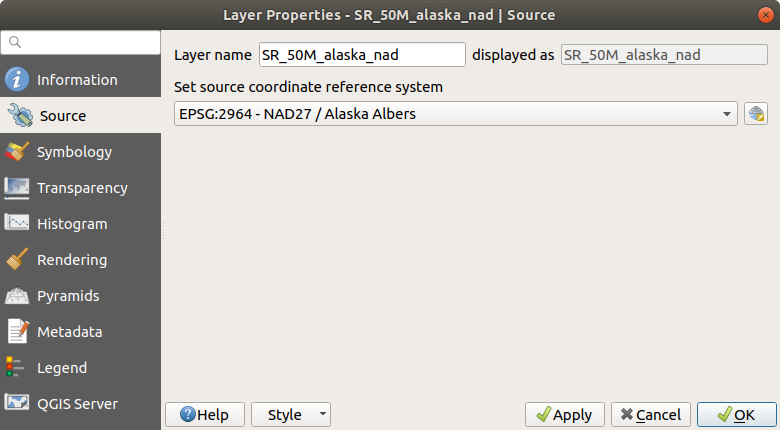 Layer Properties - SR_50M_alaska_nad | Source
Layer name SR_50M_alaska_nad displayed as SR_50M_alaska_nad
Set source coordinate reference system
EPSG:2964 - NAD27 / Alaska Albers
Information
Source
Symbology
Transparency
Histogram
Rendering
Pyramids
Metadata
Legend
QGIS Server
Help Style Apply Cancel OK